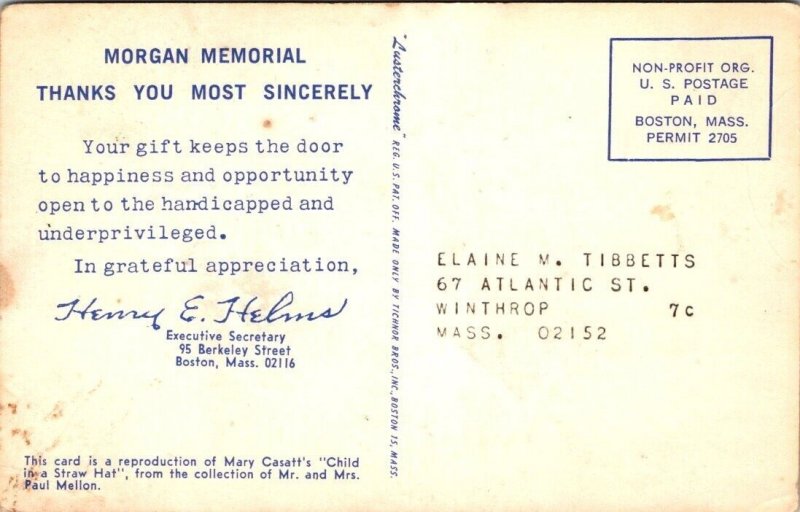 MORGAN MEMORIAL
THANKS YOU MOST SINCERELY
Your gift keeps the door
to happiness and opportunity
open to the handicapped and
underprivileged.
In grateful appreciation,
Henry E. Helms
Executive Secretary
95 Berkeley Street
Boston, Mass. 02116
This card is a reproduction of Mary Casatt's "Child
in a Straw Hat", from the collection of Mr. and Mrs.
Paul Mellon.
"Lusterchrome" REG. U.S. PAT. OFF. MADE ONLY BY TICHNOR BROS., INC., BOSTON 15, MASS.
NON-PROFIT ORG.
U. S. POSTAGE
PAID
BOSTON, MASS.
PERMIT 2705
ELAINE M. TIBBETTS
67 ATLANTIC ST.
WINTHROP 7C
MASS. 02152